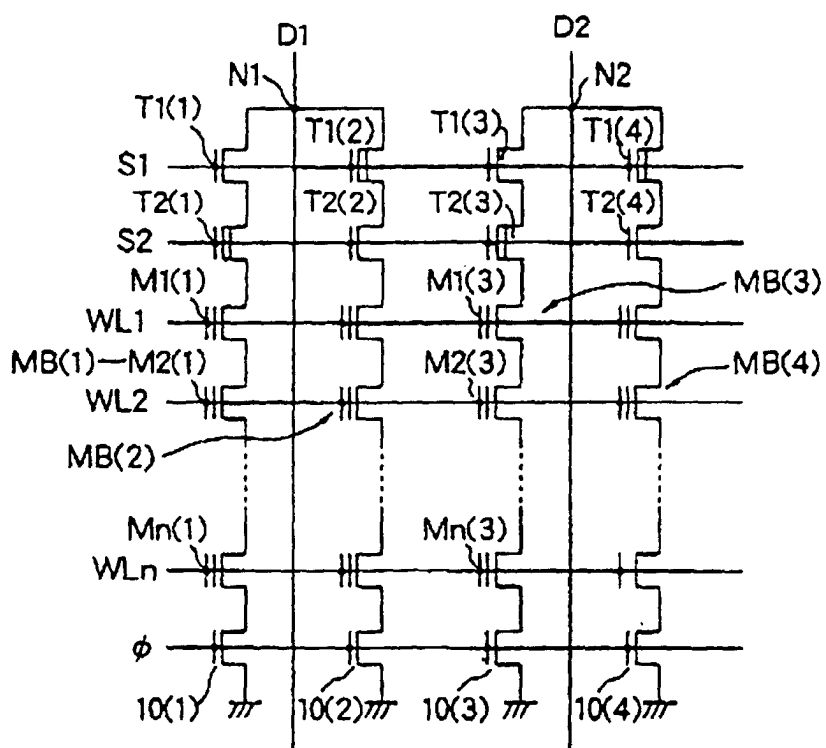 D1 D2
N1 N2
T1(1) T1(2) T1(3) T1(4)
S1
T2(1) T2(2) T2(3) T2(4)
S2
M1(1) M1(3) MB(3)
WL1
MB(1)—M2(1) M2(3) MB(4)
WL2
MB(2)
Mn(1) Mn(3)
WLn
φ
10(1) 10(2) 10(3) 10(4)